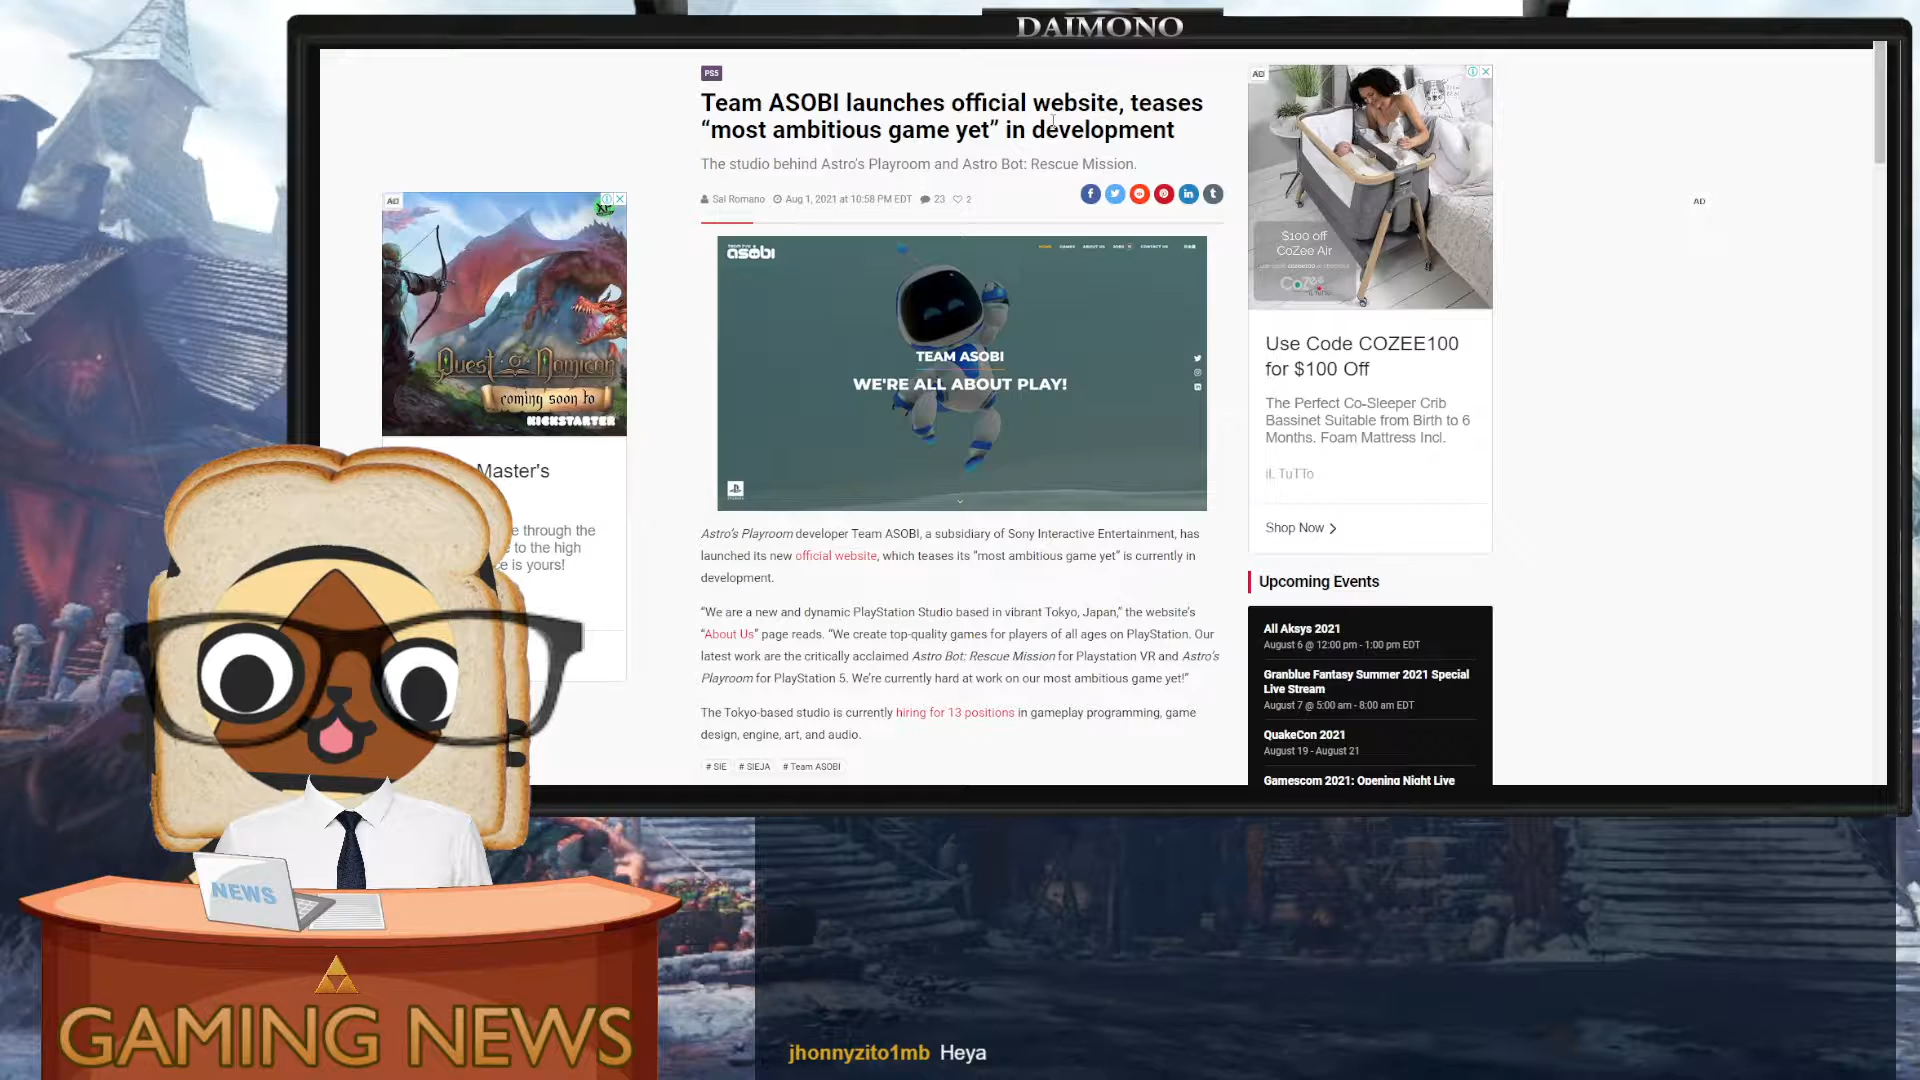 DAIMONO
PS5
Team ASOBI launches official website, teases
“most ambitious game yet” in development
The studio behind Astro's Playroom and Astro Bot: Rescue Mission.
Sal Romano Aug 1, 2021 at 10:58 PM EDT 23 2
AD
Quest o Nomicon
coming soon to
KICKSTARTER
Master's
e through the
e to the high
ce is yours!
asobi
HOME GAMES ABOUT US JOBS CONTACT US
TEAM ASOBI
WE'RE ALL ABOUT PLAY!
Astro’s Playroom developer Team ASOBI, a subsidiary of Sony Interactive Entertainment, has
launched its new official website, which teases its “most ambitious game yet” is currently in
development.
“We are a new and dynamic PlayStation Studio based in vibrant Tokyo, Japan,” the website’s
“About Us” page reads. “We create top-quality games for players of all ages on PlayStation. Our
latest work are the critically acclaimed Astro Bot: Rescue Mission for Playstation VR and Astro’s
Playroom for PlayStation 5. We’re currently hard at work on our most ambitious game yet!”
The Tokyo-based studio is currently hiring for 13 positions in gameplay programming, game
design, engine, art, and audio.
# SIE # SIEJA # Team ASOBI
AD
$100 off
CoZee Air
CoZee
Use Code COZEE100
for $100 Off
The Perfect Co-Sleeper Crib
Bassinet Suitable from Birth to 6
Months. Foam Mattress Incl.
iL TuTTo
Shop Now
Upcoming Events
All Aksys 2021
August 6 @ 12:00 pm - 1:00 pm EDT
Granblue Fantasy Summer 2021 Special
Live Stream
August 7 @ 5:00 am - 8:00 am EDT
QuakeCon 2021
August 19 - August 21
Gamescom 2021: Opening Night Live
AD
NEWS
GAMING NEWS
jhonnyzito1mb Heya